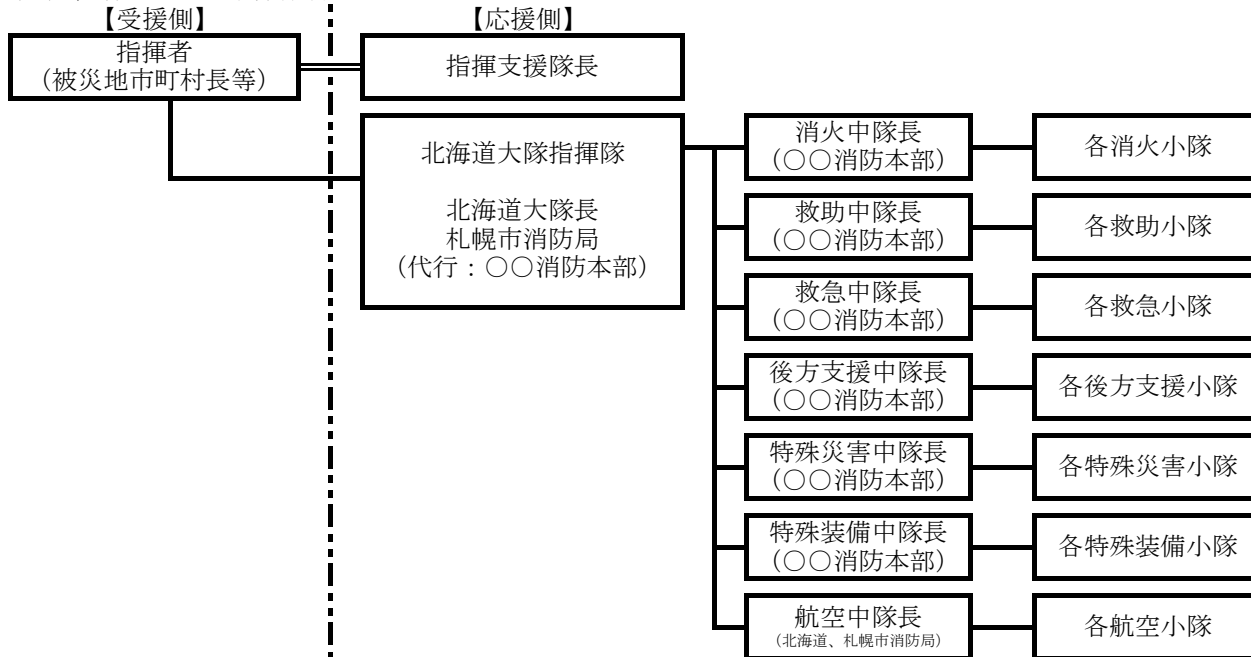 【受援側】
【応援側】
指揮者
（被災地市町村長等）
指揮支援隊長
北海道大隊指揮隊
北海道大隊長
札幌市消防局
（代行：○○消防本部）
消火中隊長
（○○消防本部）
各消火小隊
救助中隊長
（○○消防本部）
各救助小隊
救急中隊長
（○○消防本部）
各救急小隊
後方支援中隊長
（○○消防本部）
各後方支援小隊
特殊災害中隊長
（○○消防本部）
各特殊災害小隊
特殊装備中隊長
（○○消防本部）
各特殊装備小隊
航空中隊長
（北海道、札幌市消防局）
各航空小隊